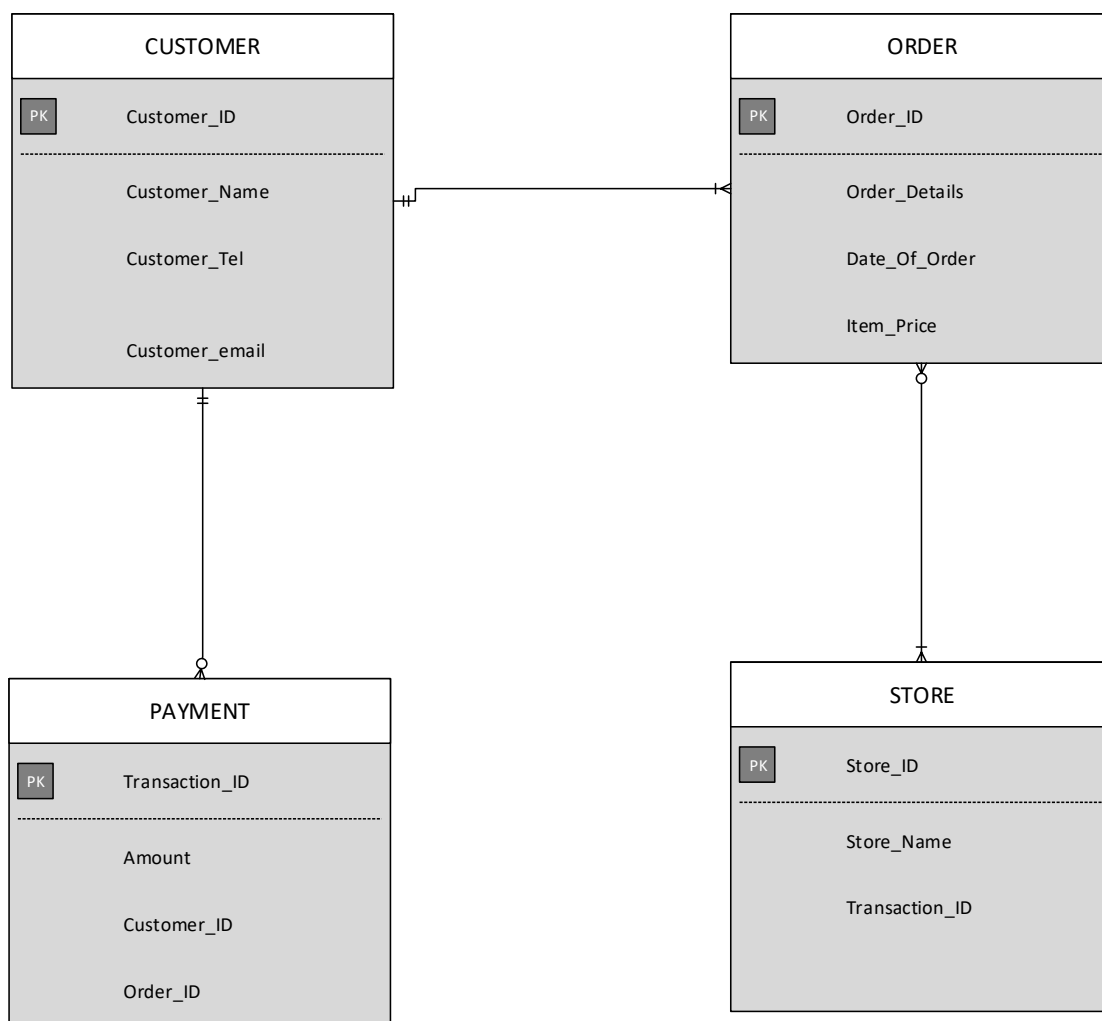 CUSTOMER
PK Customer_ID
Customer_Name
Customer_Tel
Customer_email
ORDER
PK Order_ID
Order_Details
Date_Of_Order
Item_Price
PAYMENT
PK Transaction_ID
Amount
Customer_ID
Order_ID
STORE
PK Store_ID
Store_Name
Transaction_ID